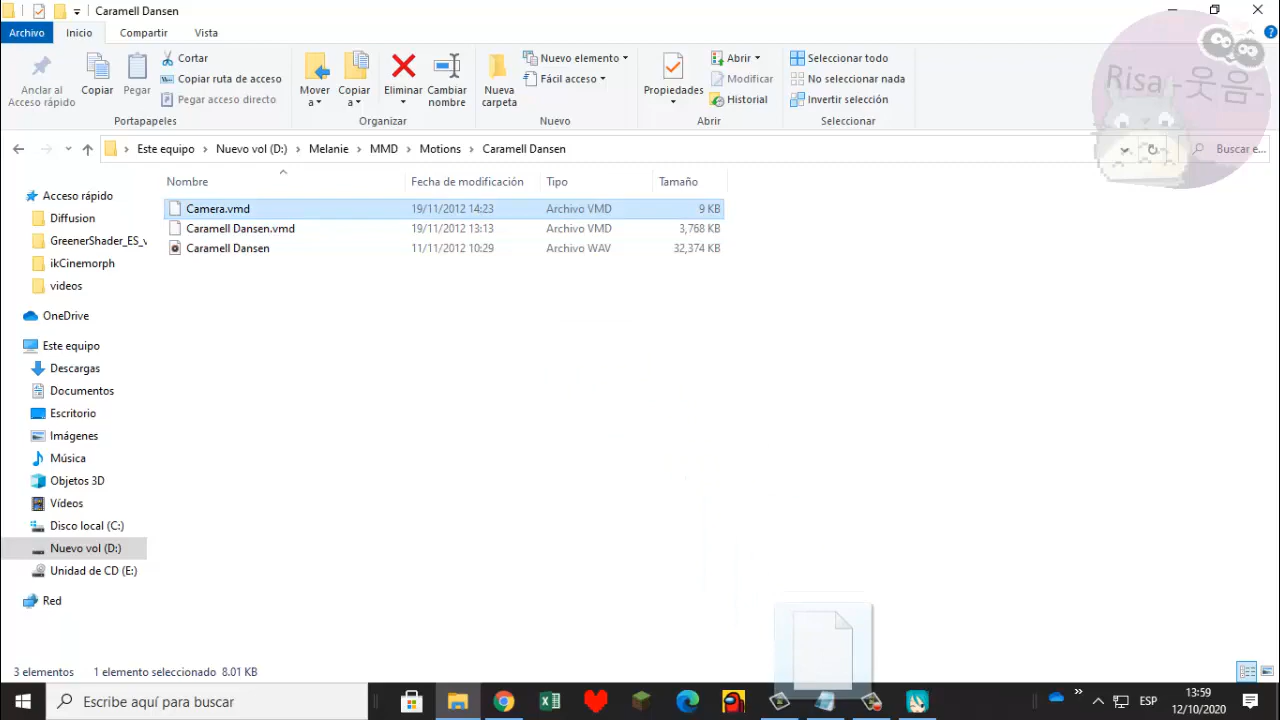 Caramell Dansen
Archivo Inicio Compartir Vista
Anclar al Acceso rápido
Copiar
Pegar
Cortar
Copiar ruta de acceso
Pegar acceso directo
Portapapeles
Mover a
Copiar a
Eliminar
Cambiar nombre
Organizar
Nueva carpeta
Nuevo elemento
Fácil acceso
Nuevo
Propiedades
Abrir
Modificar
Historial
Abrir
Seleccionar todo
No seleccionar nada
Invertir selección
Seleccionar
Risa -웃음-
Este equipo > Nuevo vol (D:) > Melanie > MMD > Motions > Caramell Dansen
Buscar e...
Nombre Fecha de modificación Tipo Tamaño
Camera.vmd 19/11/2012 14:23 Archivo VMD 9 KB
Caramell Dansen.vmd 19/11/2012 13:13 Archivo VMD 3,768 KB
Caramell Dansen 11/11/2012 10:29 Archivo WAV 32,374 KB
Acceso rápido
Diffusion
GreenerShader_ES_v
ikCinemorph
videos
OneDrive
Este equipo
Descargas
Documentos
Escritorio
Imágenes
Música
Objetos 3D
Vídeos
Disco local (C:)
Nuevo vol (D:)
Unidad de CD (E:)
Red
3 elementos 1 elemento seleccionado 8.01 KB
Escribe aquí para buscar
ESP
13:59
12/10/2020